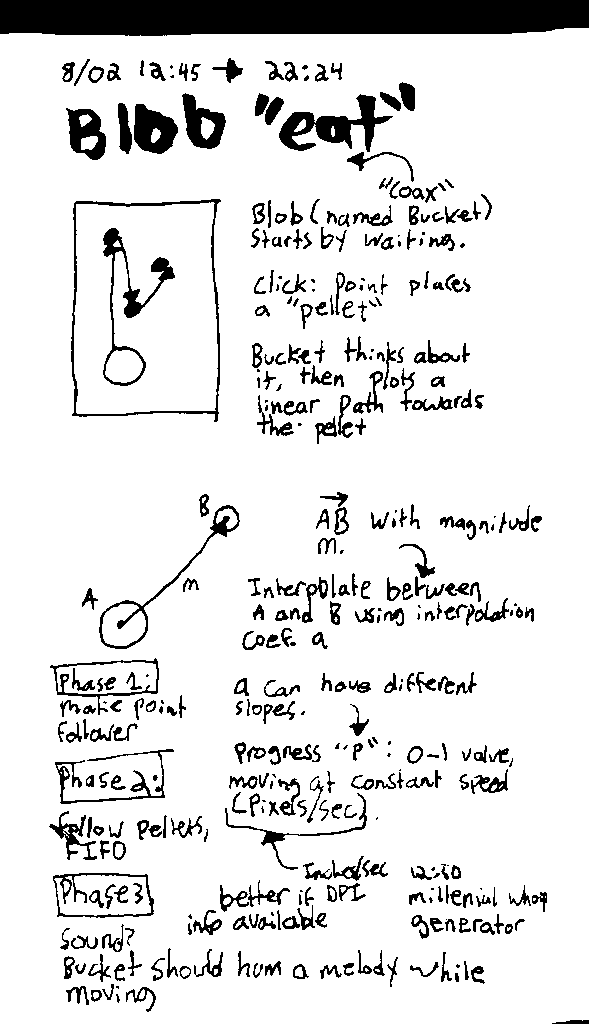 8/02 12:45 → 22:24
Blob "eat"
"coax"
Blob (named Bucket)
starts by waiting.
Click: Point places
a "pellet"
Bucket thinks about
it, then plots a
linear path towards
the pellet
B
A
m
AB with magnitude
m.
Interpolate between
A and B using interpolation
coef. a
a can have different
slopes.
Progress "P": 0-1 value,
moving at constant speed
(Pixels/sec).
Inches/sec
better if DPI
info available
12:50
millenial whoop
generator
Phase 1:
make point
follower
Phase 2:
follow pellets,
FIFO
Phase 3
sound?
Bucket should hum a melody while
moving